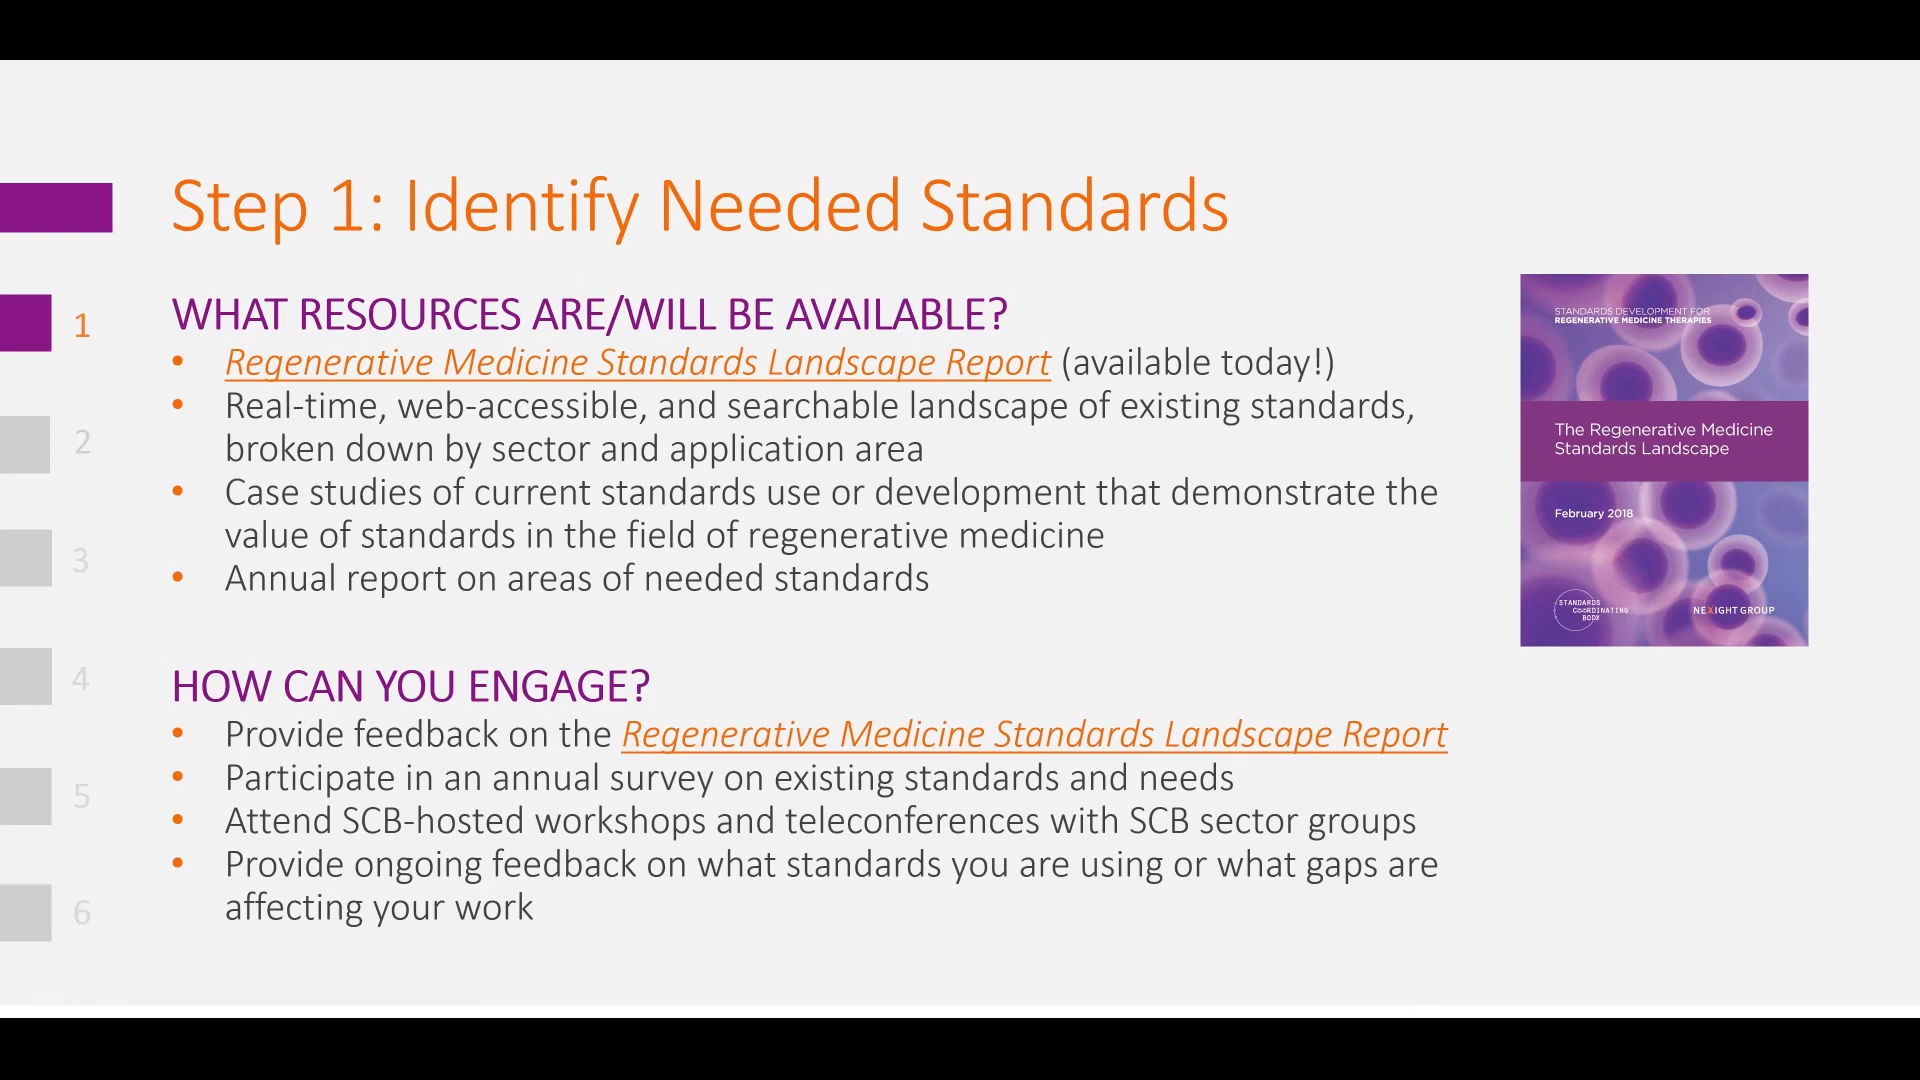 Step 1: Identify Needed Standards
1
2
3
4
5
6
WHAT RESOURCES ARE/WILL BE AVAILABLE?
• Regenerative Medicine Standards Landscape Report (available today!)
• Real-time, web-accessible, and searchable landscape of existing standards,
broken down by sector and application area
• Case studies of current standards use or development that demonstrate the
value of standards in the field of regenerative medicine
• Annual report on areas of needed standards
HOW CAN YOU ENGAGE?
• Provide feedback on the Regenerative Medicine Standards Landscape Report
• Participate in an annual survey on existing standards and needs
• Attend SCB-hosted workshops and teleconferences with SCB sector groups
• Provide ongoing feedback on what standards you are using or what gaps are
affecting your work
STANDARDS DEVELOPMENT FOR
REGENERATIVE MEDICINE THERAPIES
The Regenerative Medicine
Standards Landscape
February 2018
STANDARDS
COORDINATING
BODY
NEXIGHT GROUP